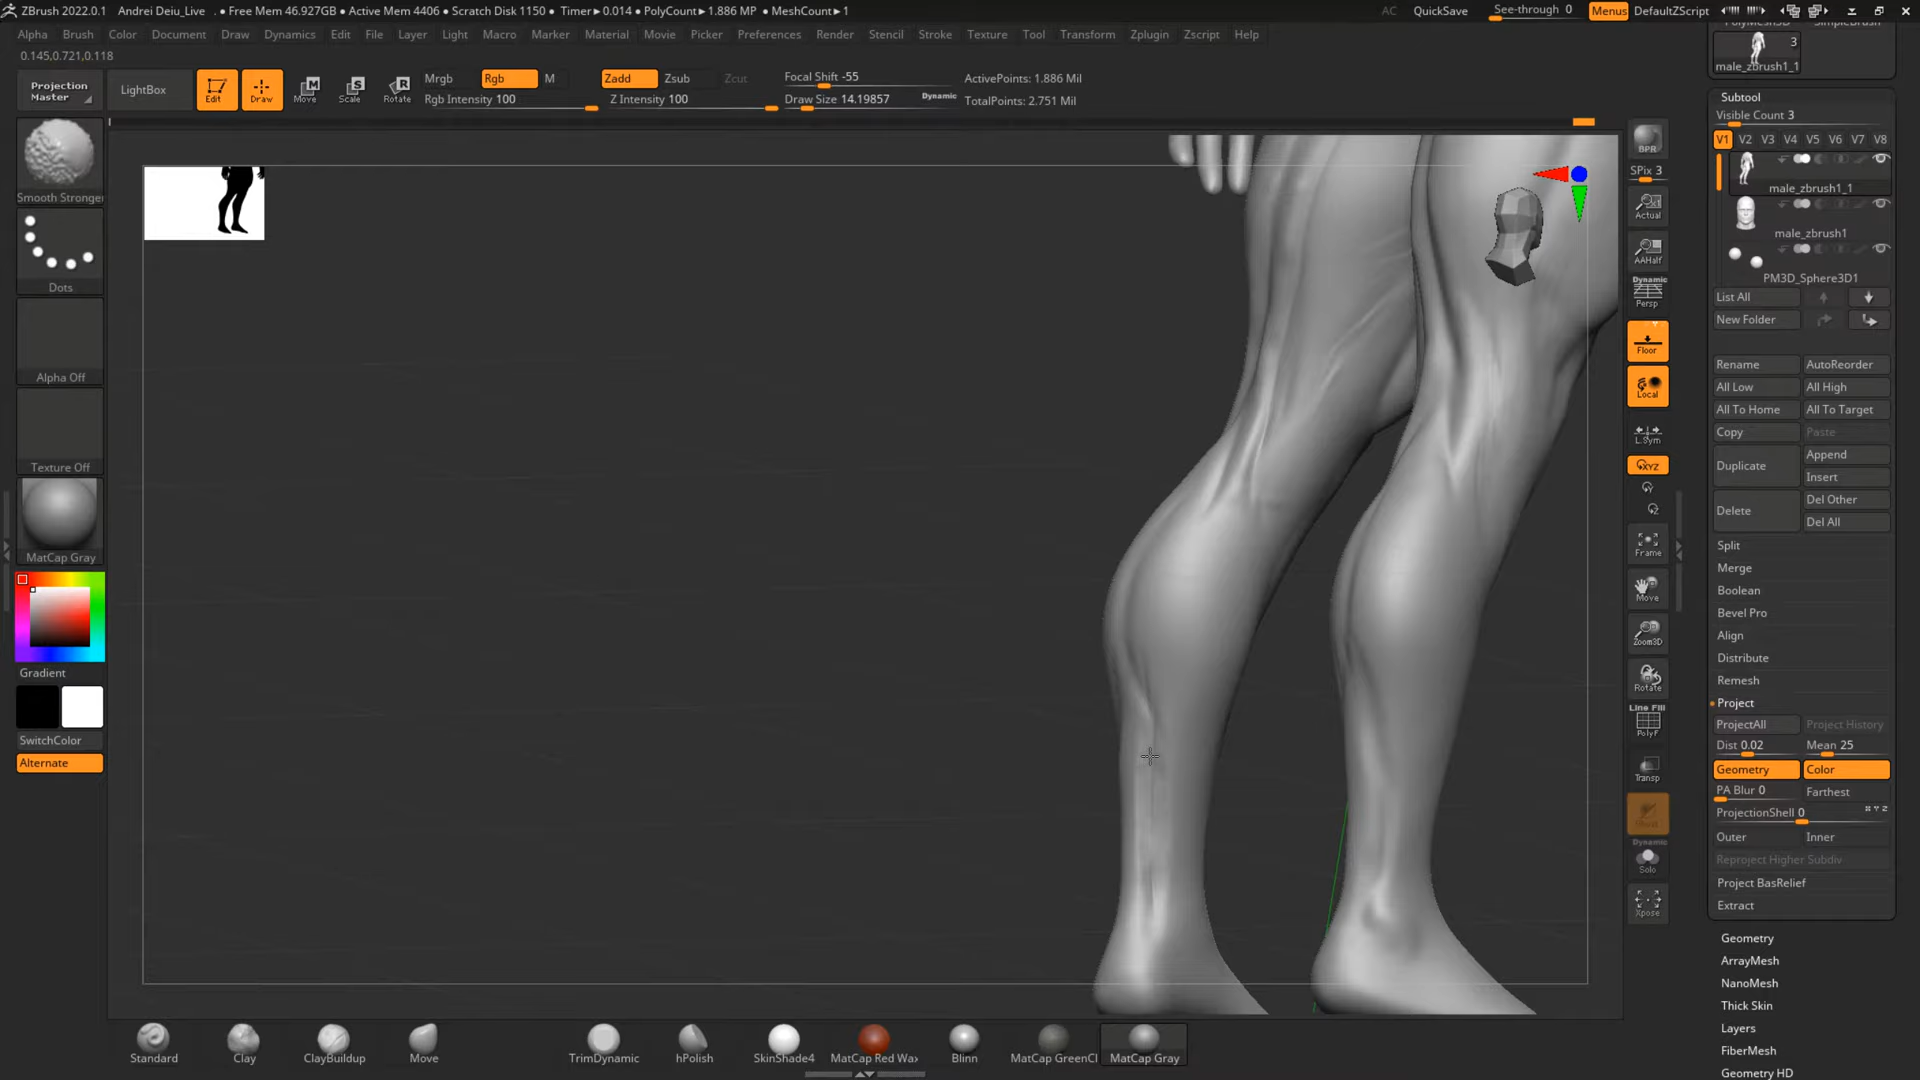 ZBrush 2022.0.1 Andrei Deiu_Live • Free Mem 46.927GB • Active Mem 4406 • Scratch Disk 1150 • Timer▸0.014 • PolyCount▸1.886 MP • MeshCount▸1 AC QuickSave See-through 0 Menus DefaultZScript
Alpha Brush Color Document Draw Dynamics Edit File Layer Light Macro Marker Material Movie Picker Preferences Render Stencil Stroke Texture Tool Transform Zplugin Zscript Help
0.145,0.721,0.118
Projection Master
LightBox
Edit Draw Move Scale Rotate
Mrgb Rgb M
Rgb Intensity 100
Zadd Zsub Zcut
Z Intensity 100
Focal Shift -55
Draw Size 14.19857 Dynamic
ActivePoints: 1.886 Mil
TotalPoints: 2.751 Mil
Smooth Stronger
Dots
Alpha Off
Texture Off
MatCap Gray
Gradient
SwitchColor
Alternate
BPR
SPix 3
Actual
AAHalf
Dynamic
Persp
Floor
Local
L.Sym
XYZ
Y
Z
Frame
Move
Zoom3D
Rotate
Line Fill
PolyF
Transp
Dynamic
Solo
Xpose
3
male_zbrush1_1
Subtool
Visible Count 3
V1 V2 V3 V4 V5 V6 V7 V8
male_zbrush1_1
male_zbrush1
PM3D_Sphere3D1
List All
New Folder
Rename AutoReorder
All Low All High
All To Home All To Target
Copy Paste
Duplicate Append
Insert
Delete Del Other
Del All
Split
Merge
Boolean
Bevel Pro
Align
Distribute
Remesh
Project
ProjectAll Project History
Dist 0.02 Mean 25
Geometry Color
PA Blur 0 Farthest
ProjectionShell 0
Outer Inner
Reproject Higher Subdiv
Project BasRelief
Extract
Geometry
ArrayMesh
NanoMesh
Thick Skin
Layers
FiberMesh
Geometry HD
Standard Clay ClayBuildup Move TrimDynamic hPolish SkinShade4 MatCap Red Wax Blinn MatCap GreenCl MatCap Gray